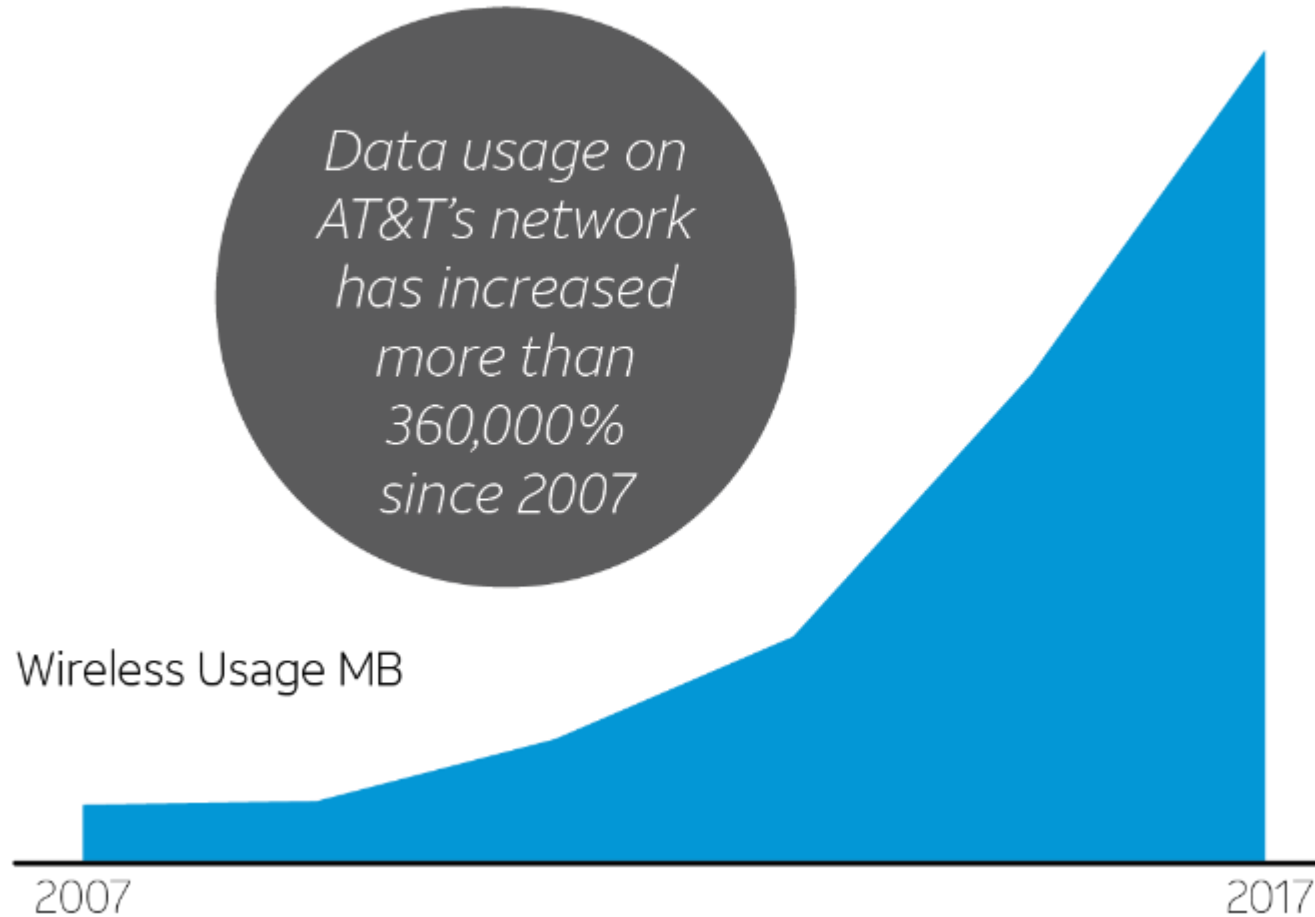 Data usage on
AT&T’s network
has increased
more than
360,000%
since 2007
Wireless Usage MB
2007
2017